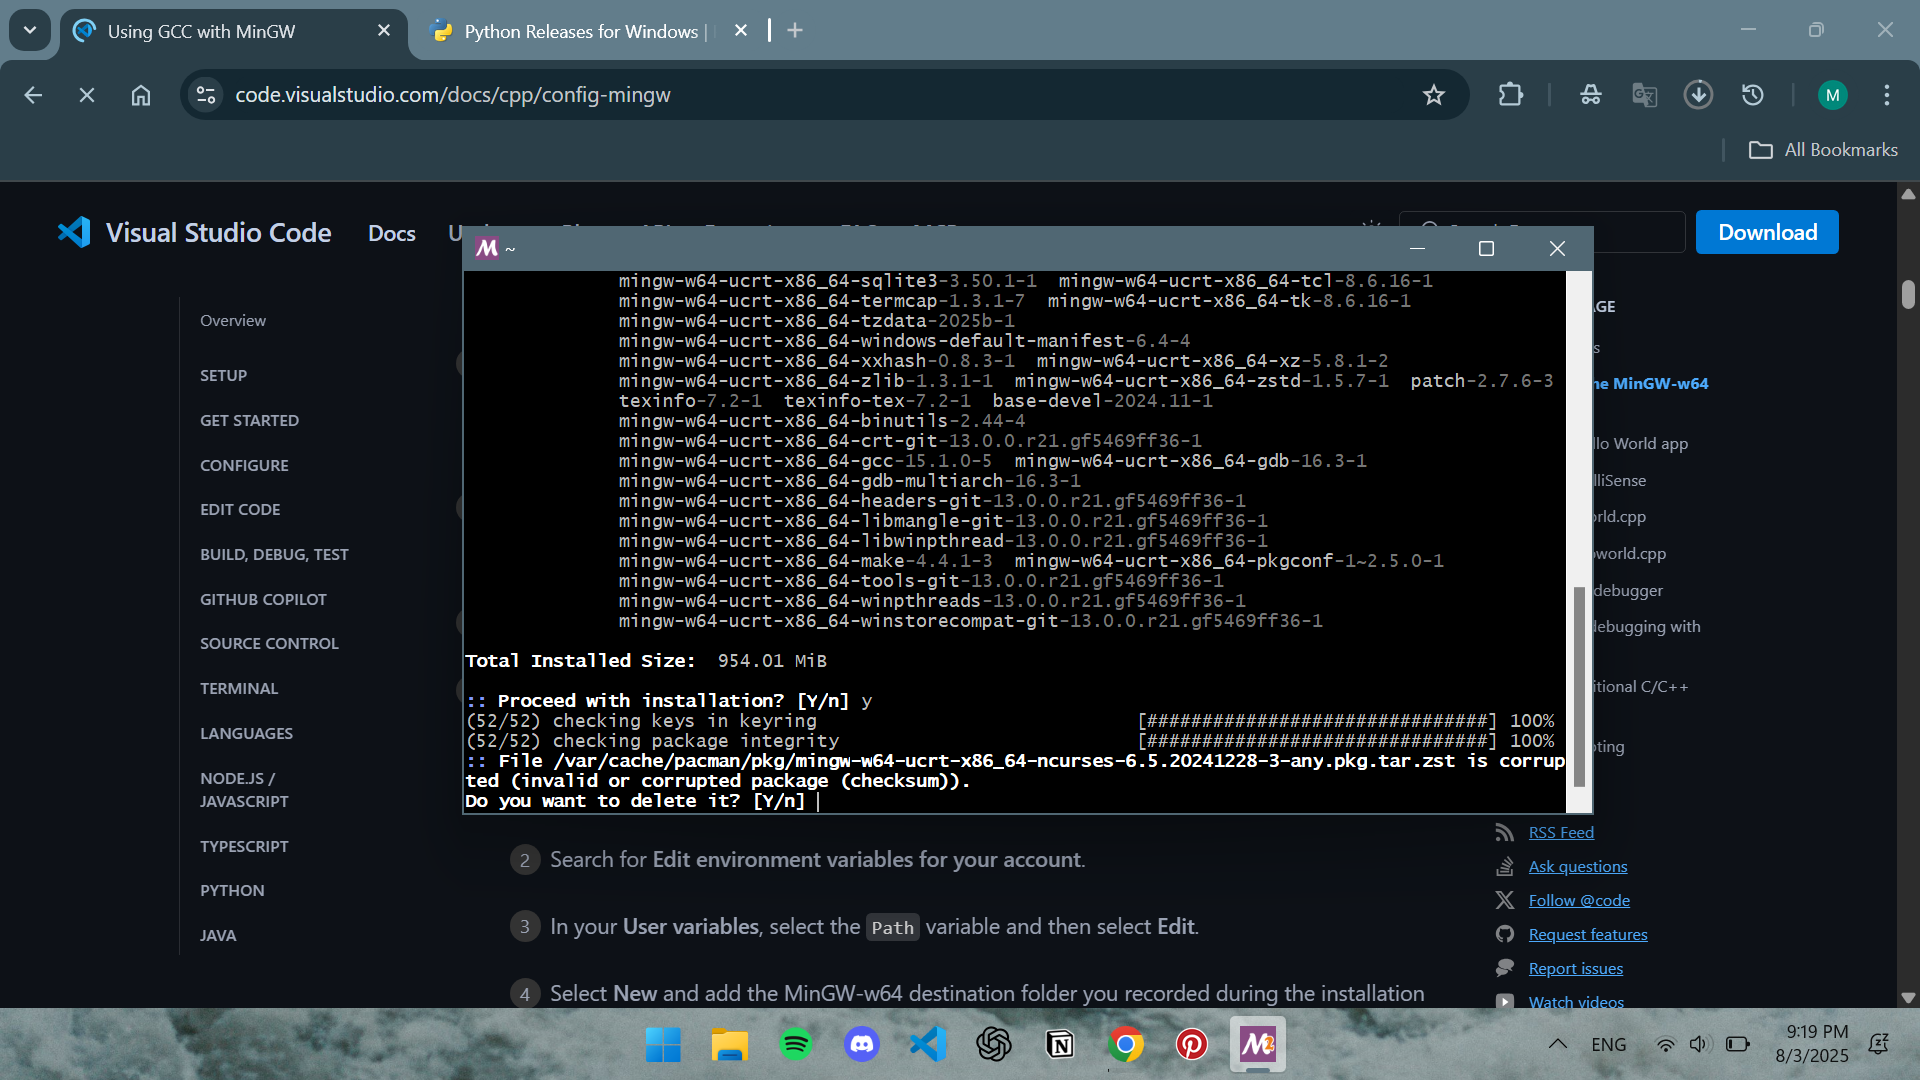 Using GCC with MinGW
Python Releases for Windows |
code.visualstudio.com/docs/cpp/config-mingw
M
All Bookmarks
Visual Studio Code
Docs
Download
~
mingw-w64-ucrt-x86_64-sqlite3-3.50.1-1  mingw-w64-ucrt-x86_64-tcl-8.6.16-1
mingw-w64-ucrt-x86_64-termcap-1.3.1-7  mingw-w64-ucrt-x86_64-tk-8.6.16-1
mingw-w64-ucrt-x86_64-tzdata-2025b-1
mingw-w64-ucrt-x86_64-windows-default-manifest-6.4-4
mingw-w64-ucrt-x86_64-xxhash-0.8.3-1  mingw-w64-ucrt-x86_64-xz-5.8.1-2
mingw-w64-ucrt-x86_64-zlib-1.3.1-1  mingw-w64-ucrt-x86_64-zstd-1.5.7-1  patch-2.7.6-3
texinfo-7.2-1  texinfo-tex-7.2-1  base-devel-2024.11-1
mingw-w64-ucrt-x86_64-binutils-2.44-4
mingw-w64-ucrt-x86_64-crt-git-13.0.0.r21.gf5469ff36-1
mingw-w64-ucrt-x86_64-gcc-15.1.0-5  mingw-w64-ucrt-x86_64-gdb-16.3-1
mingw-w64-ucrt-x86_64-gdb-multiarch-16.3-1
mingw-w64-ucrt-x86_64-headers-git-13.0.0.r21.gf5469ff36-1
mingw-w64-ucrt-x86_64-libmangle-git-13.0.0.r21.gf5469ff36-1
mingw-w64-ucrt-x86_64-libwinpthread-13.0.0.r21.gf5469ff36-1
mingw-w64-ucrt-x86_64-make-4.4.1-3  mingw-w64-ucrt-x86_64-pkgconf-1~2.5.0-1
mingw-w64-ucrt-x86_64-tools-git-13.0.0.r21.gf5469ff36-1
mingw-w64-ucrt-x86_64-winpthreads-13.0.0.r21.gf5469ff36-1
mingw-w64-ucrt-x86_64-winstorecompat-git-13.0.0.r21.gf5469ff36-1
Total Installed Size:  954.01 MiB
:: Proceed with installation? [Y/n] y
(52/52) checking keys in keyring [###############################] 100%
(52/52) checking package integrity [###############################] 100%
:: File /var/cache/pacman/pkg/mingw-w64-ucrt-x86_64-ncurses-6.5.20241228-3-any.pkg.tar.zst is corrup
ted (invalid or corrupted package (checksum)).
Do you want to delete it? [Y/n]
Overview
SETUP
GET STARTED
CONFIGURE
EDIT CODE
BUILD, DEBUG, TEST
GITHUB COPILOT
SOURCE CONTROL
TERMINAL
LANGUAGES
NODE.JS /
JAVASCRIPT
TYPESCRIPT
PYTHON
JAVA
2 Search for Edit environment variables for your account.
3 In your User variables, select the Path variable and then select Edit.
4 Select New and add the MinGW-w64 destination folder you recorded during the installation
MinGW-w64
World app
debugger
debugging with
C/C++
RSS Feed
Ask questions
Follow @code
Request features
Report issues
Watch videos
ENG
9:19 PM
8/3/2025